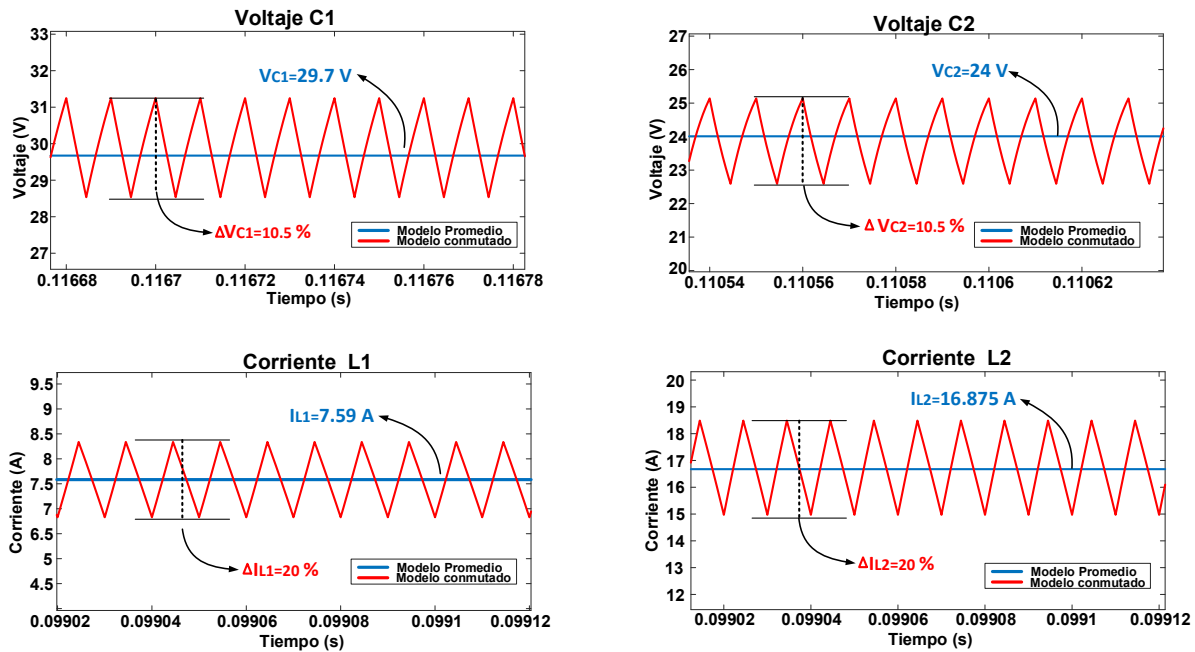 Voltaje C1
33
32
31
30
29
28
27
Voltaje (V)
VC1=29.7 V
ΔVC1=10.5 %
Modelo Promedio
Modelo conmutado
0.11668
0.1167
0.11672
0.11674
0.11676
0.11678
Tiempo (s)
Voltaje C2
27
26
25
24
23
22
21
20
Voltaje (V)
VC2=24 V
Δ VC2=10.5 %
Modelo Promedio
Modelo conmutado
0.11054
0.11056
0.11058
0.1106
0.11062
Tiempo (s)
Corriente L1
9.5
9
8.5
8
7.5
7
6.5
6
5.5
5
4.5
4
Corriente (A)
IL1=7.59 A
ΔIL1=20 %
Modelo Promedio
Modelo conmutado
0.09902
0.09904
0.09906
0.09908
0.0991
0.09912
Tiempo (s)
Corriente L2
20
19
18
17
16
15
14
13
12
Corriente (A)
IL2=16.875 A
ΔIL2=20 %
Modelo Promedio
Modelo conmutado
0.09902
0.09904
0.09906
0.09908
0.0991
0.09912
Tiempo (s)